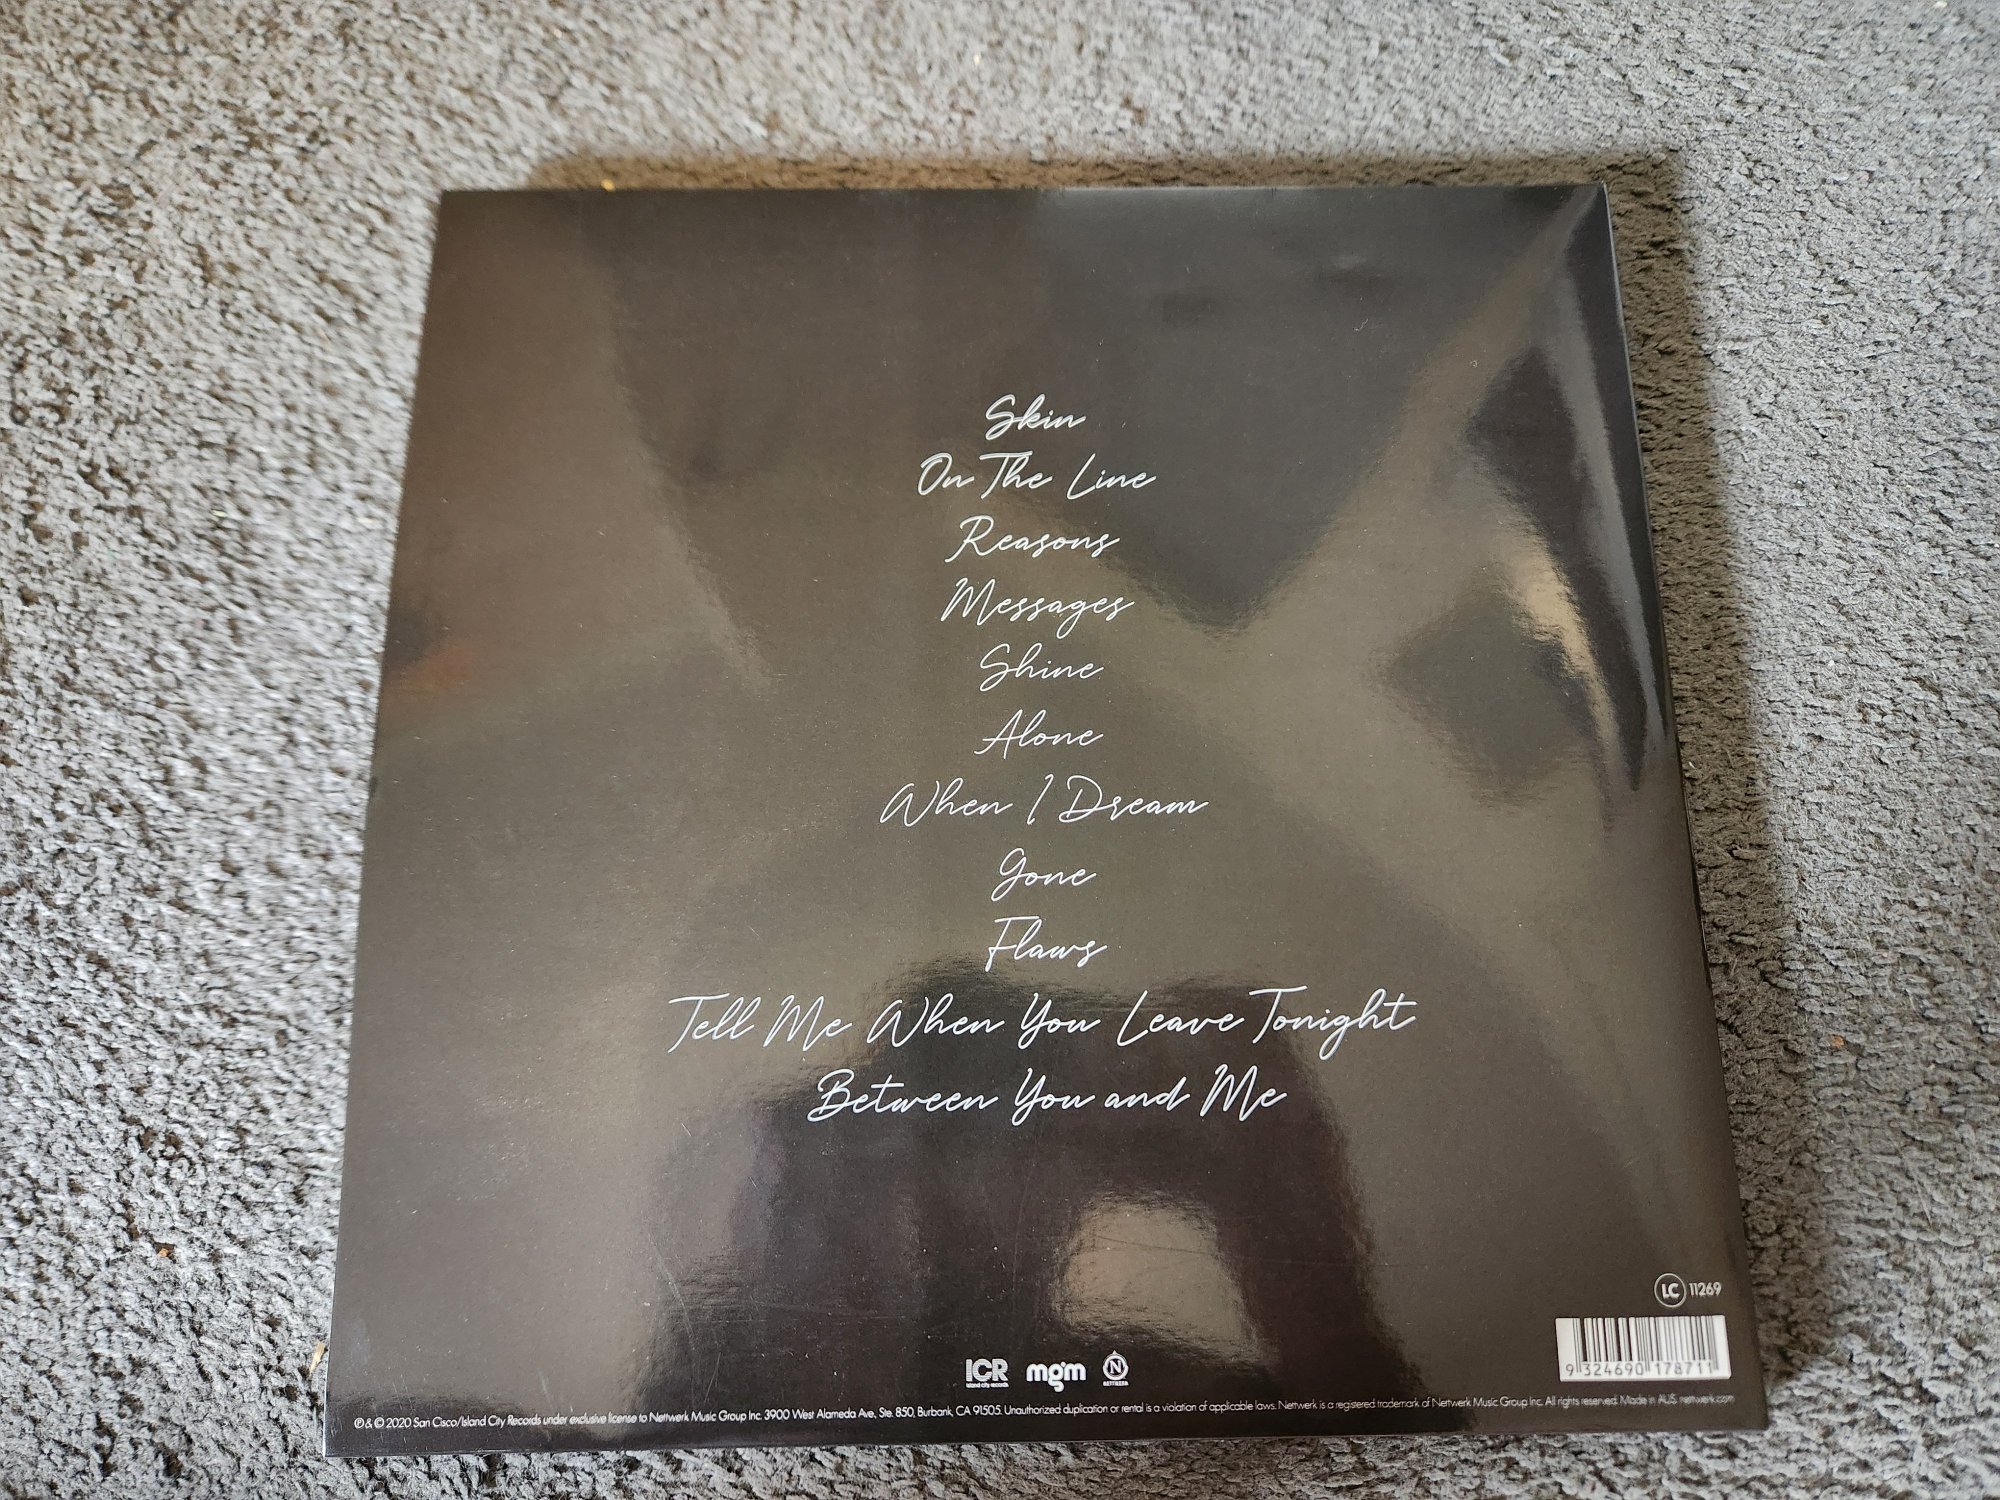 Skin
On The Line
Reasons
Messages
Shine
Alone
When I Dream
Gone
Flaws
Tell Me When You Leave Tonight
Between You and Me
LC 11269
9 324690 178711
ICR mgm N
island city records NETTWERK
℗ & © 2020 San Cisco/Island City Records under exclusive license to Nettwerk Music Group Inc. 3900 West Alameda Ave, Ste. 850, Burbank, CA 91505. Unauthorized duplication or rental is a violation of applicable laws. Nettwerk is a registered trademark of Nettwerk Music Group Inc. All rights reserved. Made in AUS. nettwerk.com